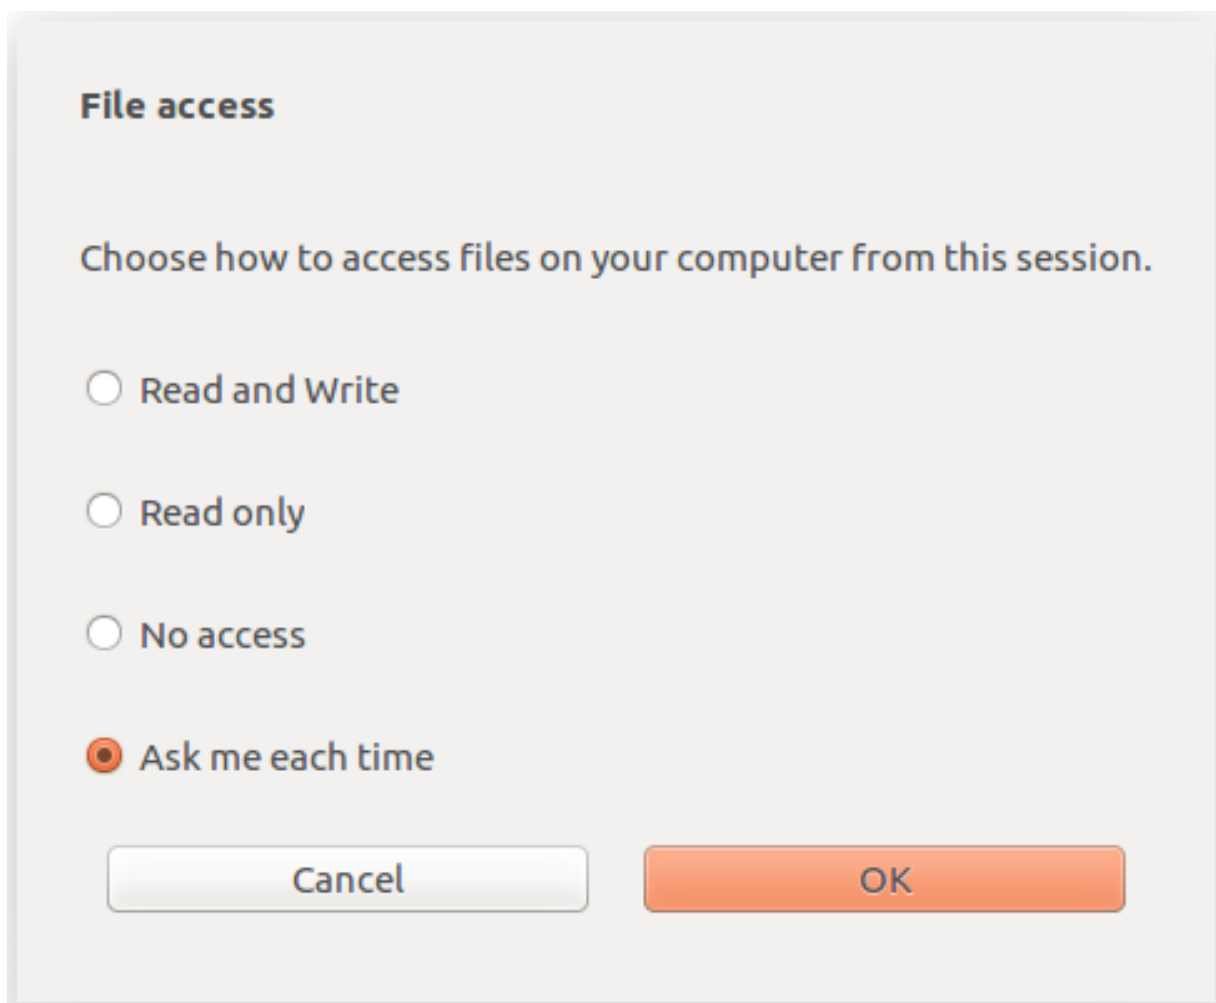 File access
Choose how to access files on your computer from this session.
Read and Write
Read only
No access
Ask me each time
Cancel
OK